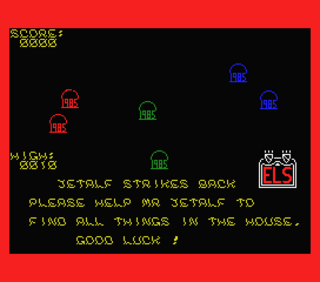 SCORE:
0000
1985
1985
1985
1985
1985
1985
HIGH:
0010
ELS
JETALF STRIKES BACK
PLEASE HELP MR JETALF TO
FIND ALL THINGS IN THE HOUSE.
GOOD LUCK !